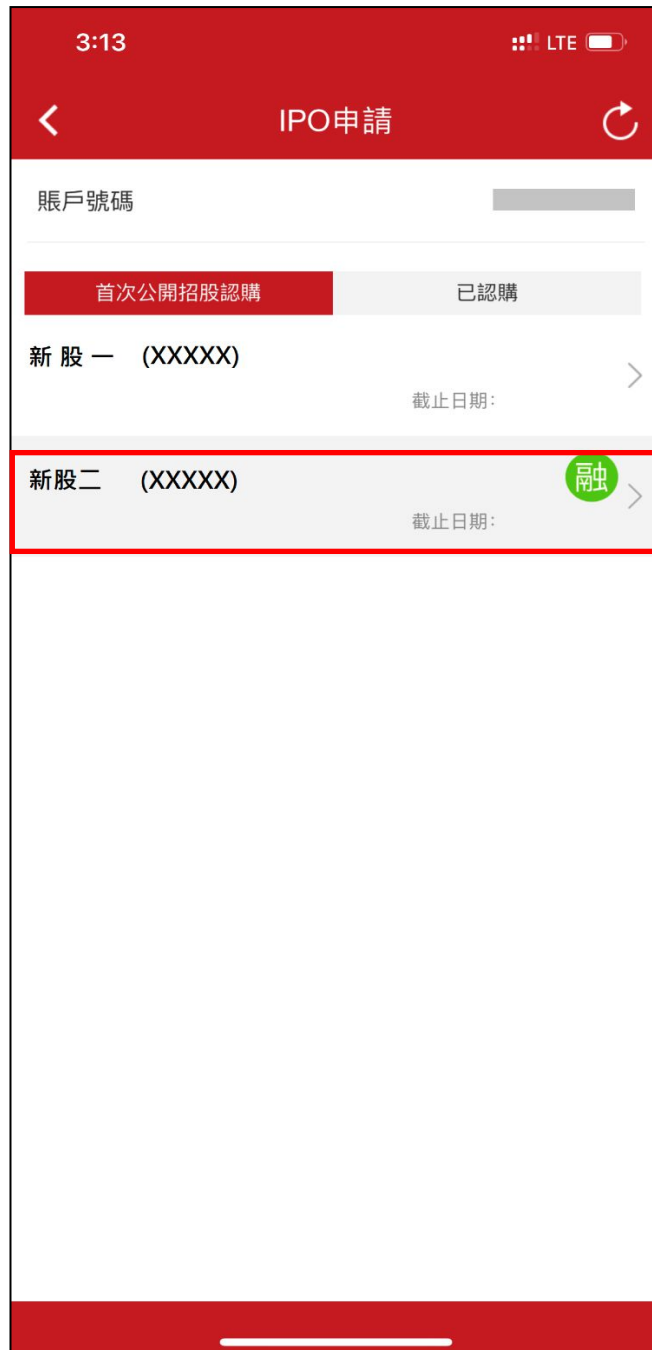 3:13 LTE
IPO申請
賬戶號碼
首次公開招股認購 已認購
新股一 (XXXXX)
截止日期:
新股二 (XXXXX) 融
截止日期: